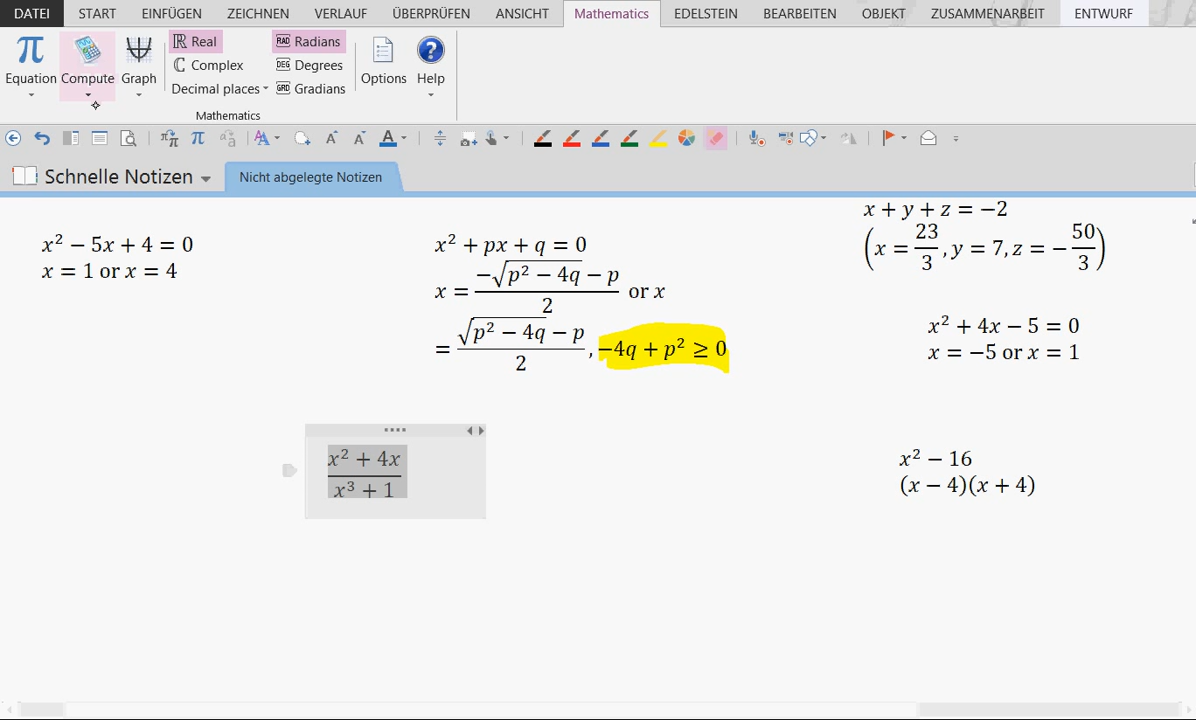 DATEI START EINFÜGEN ZEICHNEN VERLAUF ÜBERPRÜFEN ANSICHT Mathematics EDELSTEIN BEARBEITEN OBJEKT ZUSAMMENARBEIT ENTWURF
Equation Compute Graph
ℝ Real
ℂ Complex
Decimal places
RAD Radians
DEG Degrees
GRD Gradians
Options Help
Mathematics
Schnelle Notizen Nicht abgelegte Notizen
x² − 5x + 4 = 0
x = 1 or x = 4
x² + px + q = 0
x = (−√(p² − 4q) − p)/2 or x
= (√(p² − 4q) − p)/2 , −4q + p² ≥ 0
x + y + z = −2
(x = 23/3, y = 7, z = −50/3)
x² + 4x − 5 = 0
x = −5 or x = 1
(x² + 4x)/(x³ + 1)
x² − 16
(x − 4)(x + 4)